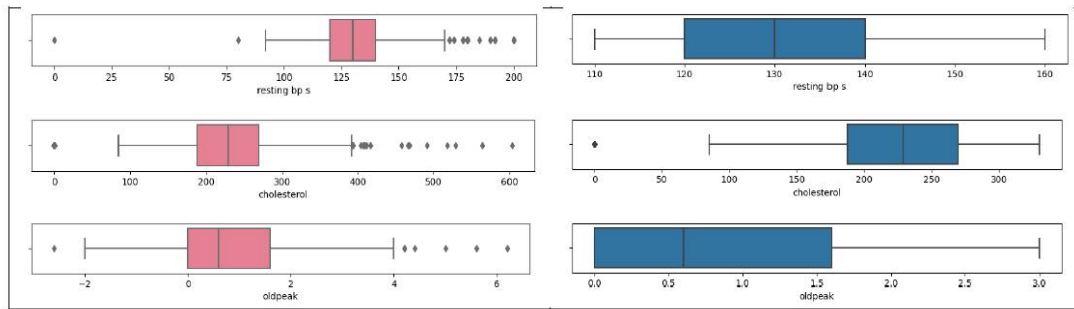 0 25 50 75 100 125 150 175 200
resting bp s
110 120 130 140 150 160
resting bp s
0 100 200 300 400 500 600
cholesterol
0 50 100 150 200 250 300
cholesterol
−2 0 2 4 6
oldpeak
0.0 0.5 1.0 1.5 2.0 2.5 3.0
oldpeak